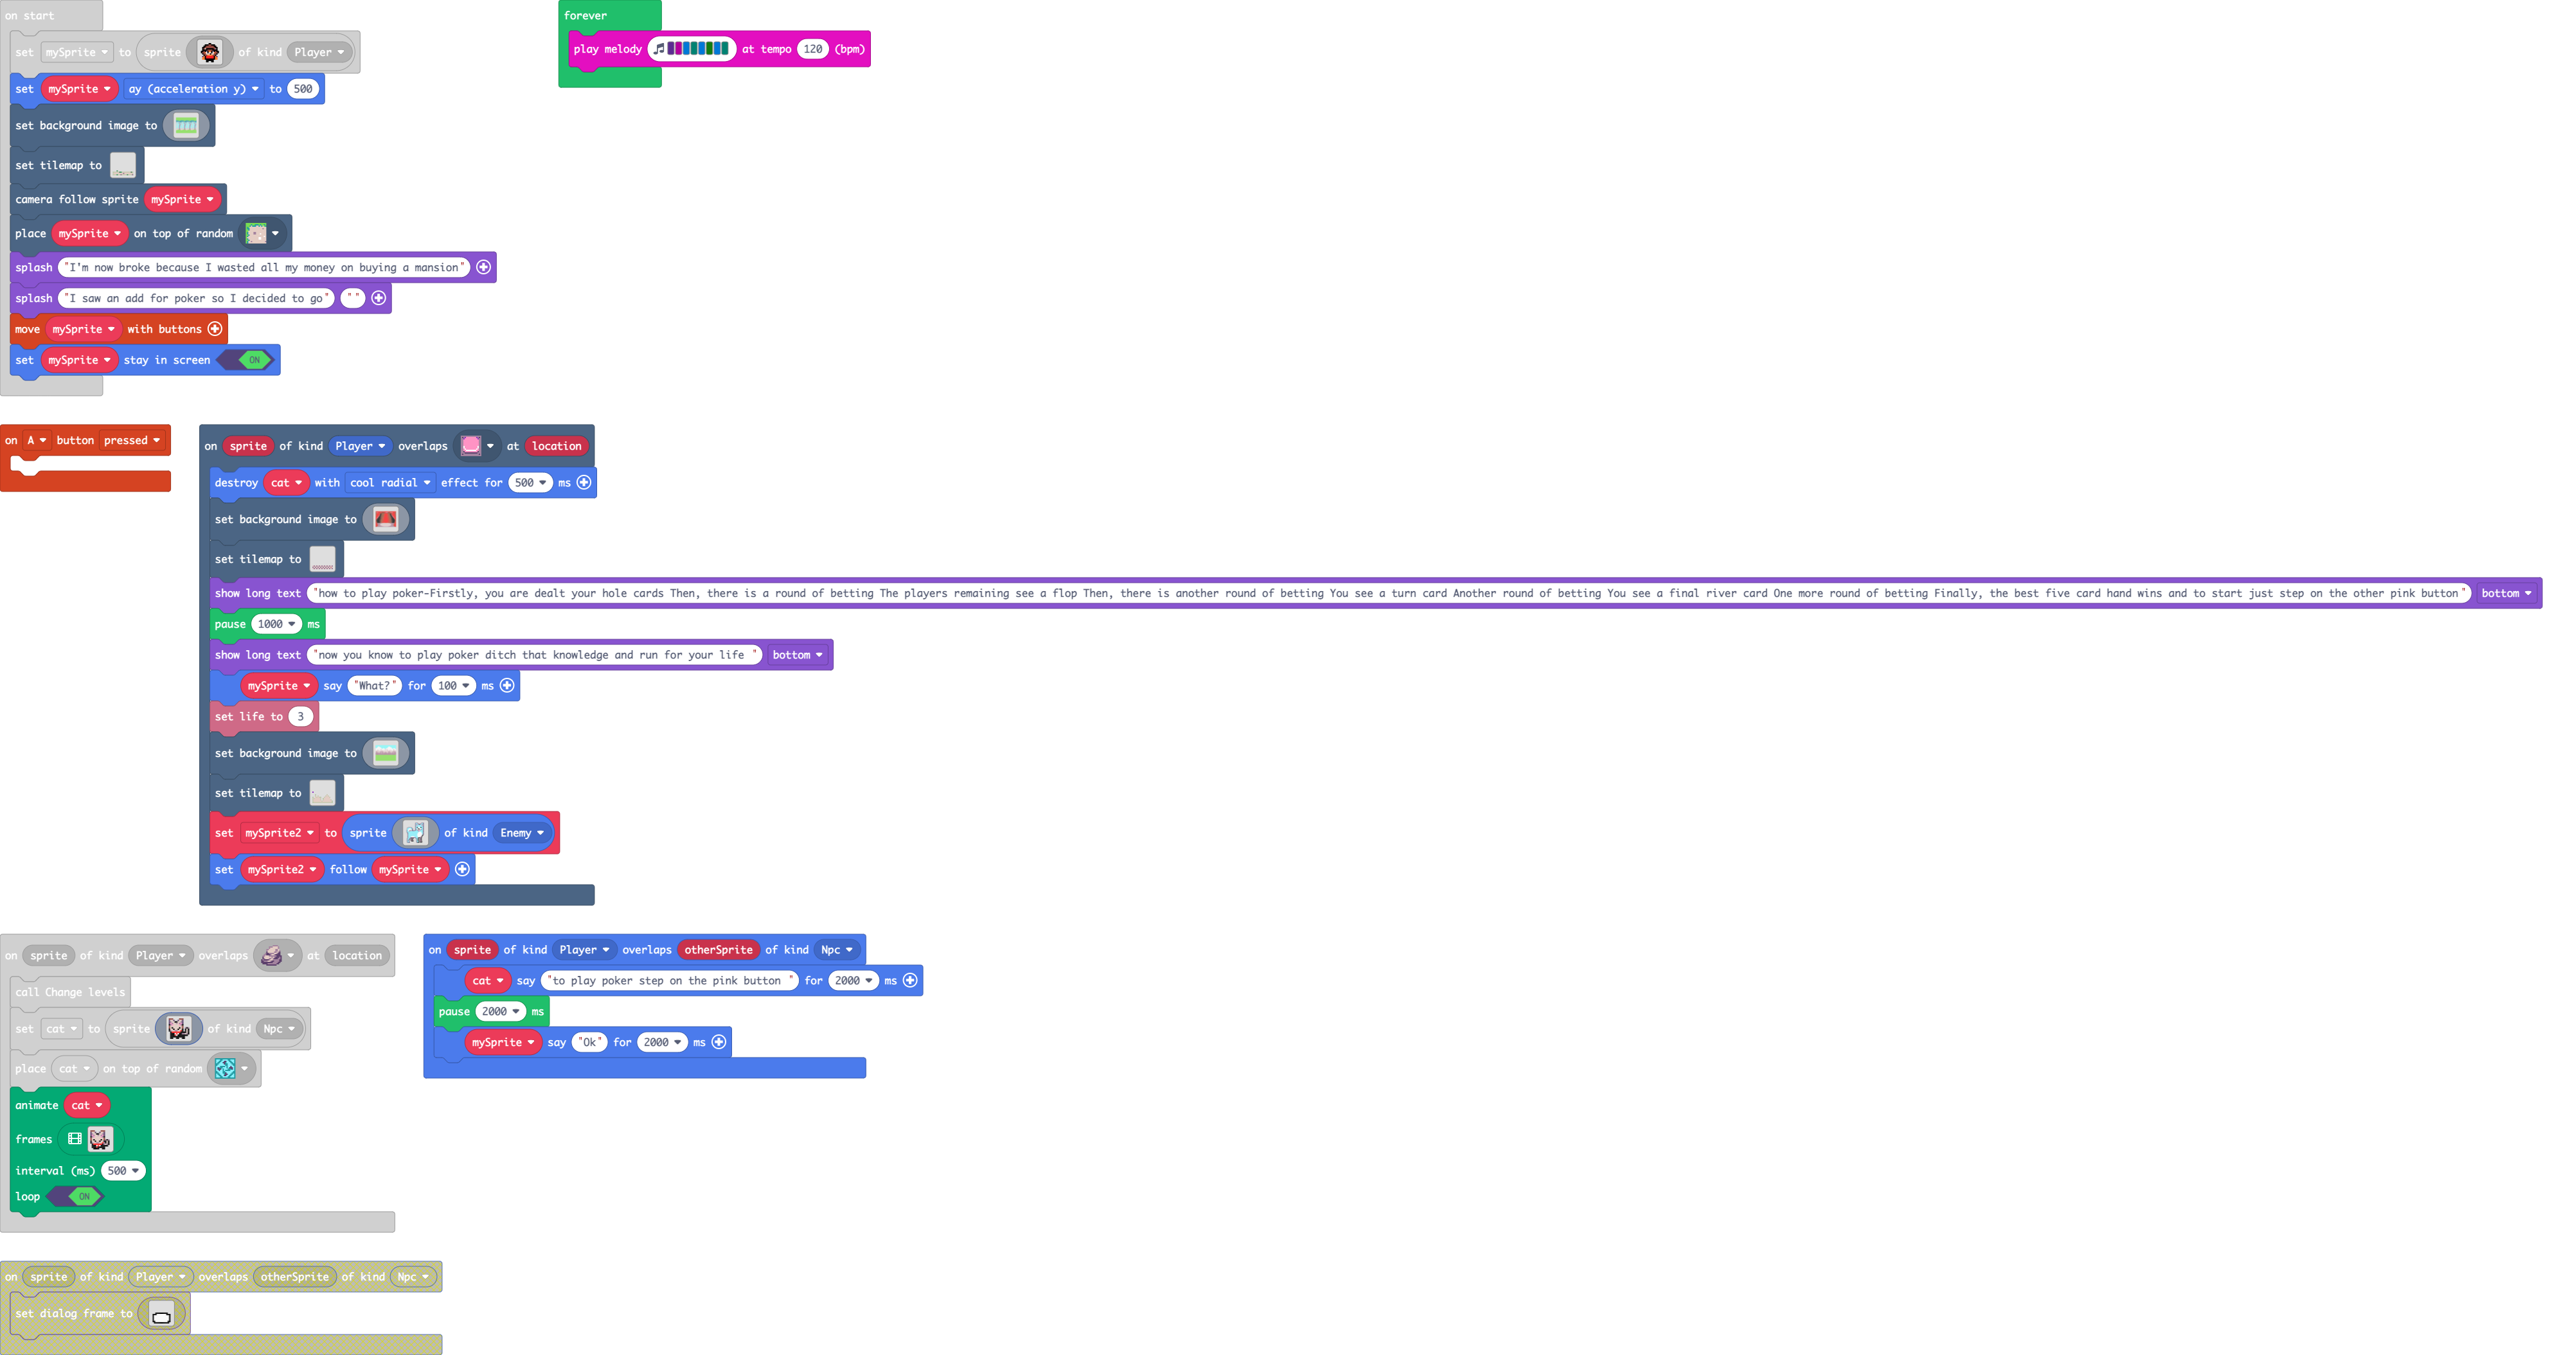 on start
set mySprite to sprite of kind Player
set mySprite ay (acceleration y) to 500
set background image to
set tilemap to
camera follow sprite mySprite
place mySprite on top of random
splash "I'm now broke because I wasted all my money on buying a mansion"
splash "I saw an add for poker so I decided to go" ""
move mySprite with buttons
set mySprite stay in screen ON
forever
play melody at tempo 120 (bpm)
on A button pressed
on sprite of kind Player overlaps at location
destroy cat with cool radial effect for 500 ms
set background image to
set tilemap to
show long text "how to play poker-Firstly, you are dealt your hole cards Then, there is a round of betting The players remaining see a flop Then, there is another round of betting You see a turn card Another round of betting You see a final river card One more round of betting Finally, the best five card hand wins and to start just step on the other pink button" bottom
pause 1000 ms
show long text "now you know to play poker ditch that knowledge and run for your life " bottom
mySprite say "What?" for 100 ms
set life to 3
set background image to
set tilemap to
set mySprite2 to sprite of kind Enemy
set mySprite2 follow mySprite
on sprite of kind Player overlaps at location
call Change levels
set cat to sprite of kind Npc
place cat on top of random
animate cat
frames
interval (ms) 500
loop ON
on sprite of kind Player overlaps otherSprite of kind Npc
cat say "to play poker step on the pink button " for 2000 ms
pause 2000 ms
mySprite say "Ok" for 2000 ms
on sprite of kind Player overlaps otherSprite of kind Npc
set dialog frame to